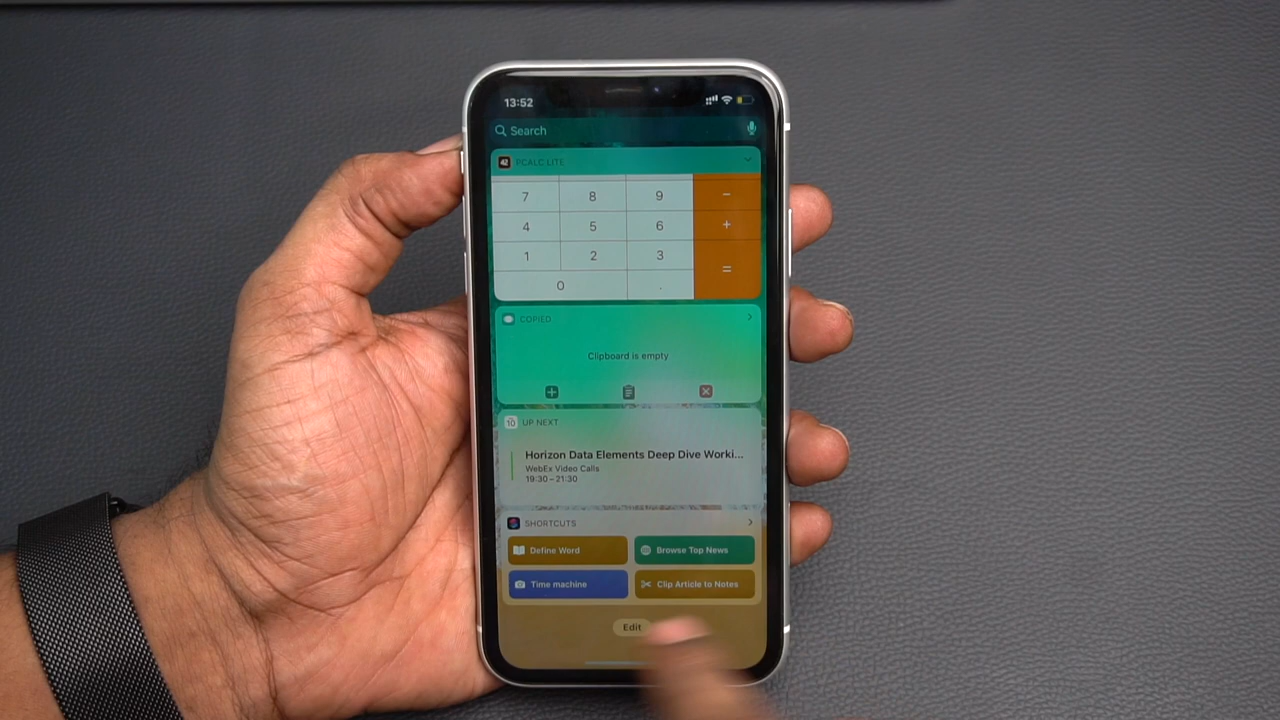 13:52
Search
42 PCALC LITE
7 8 9 −
4 5 6 +
1 2 3 =
0 .
COPIED
Clipboard is empty
10 UP NEXT
Horizon Data Elements Deep Dive Worki...
WebEx Video Calls
19:30 – 21:30
SHORTCUTS
Define Word Browse Top News
Time machine Clip Article to Notes
Edit